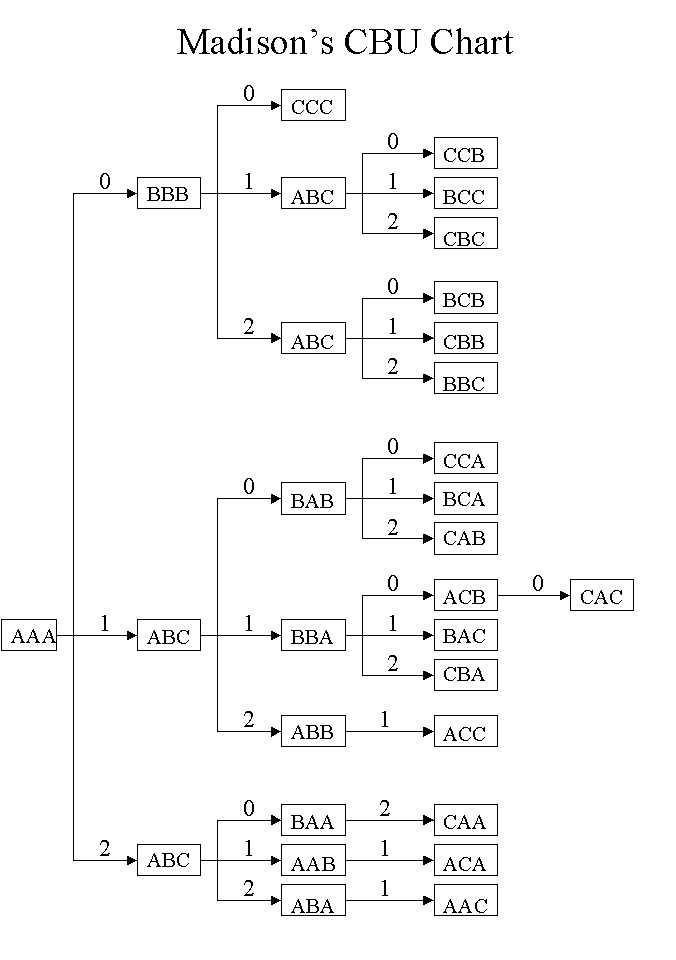 Madison's CBU Chart
0 CCC
0 CCB
0 BBB 1 ABC 1 BCC
2 CBC
0 BCB
2 ABC 1 CBB
2 BBC
0 CCA
0 BAB 1 BCA
2 CAB
0 ACB 0 CAC
AAA 1 ABC 1 BBA 1 BAC
2 CBA
2 ABB 1 ACC
0 BAA 2 CAA
2 ABC 1 AAB 1 ACA
2 ABA 1 AAC